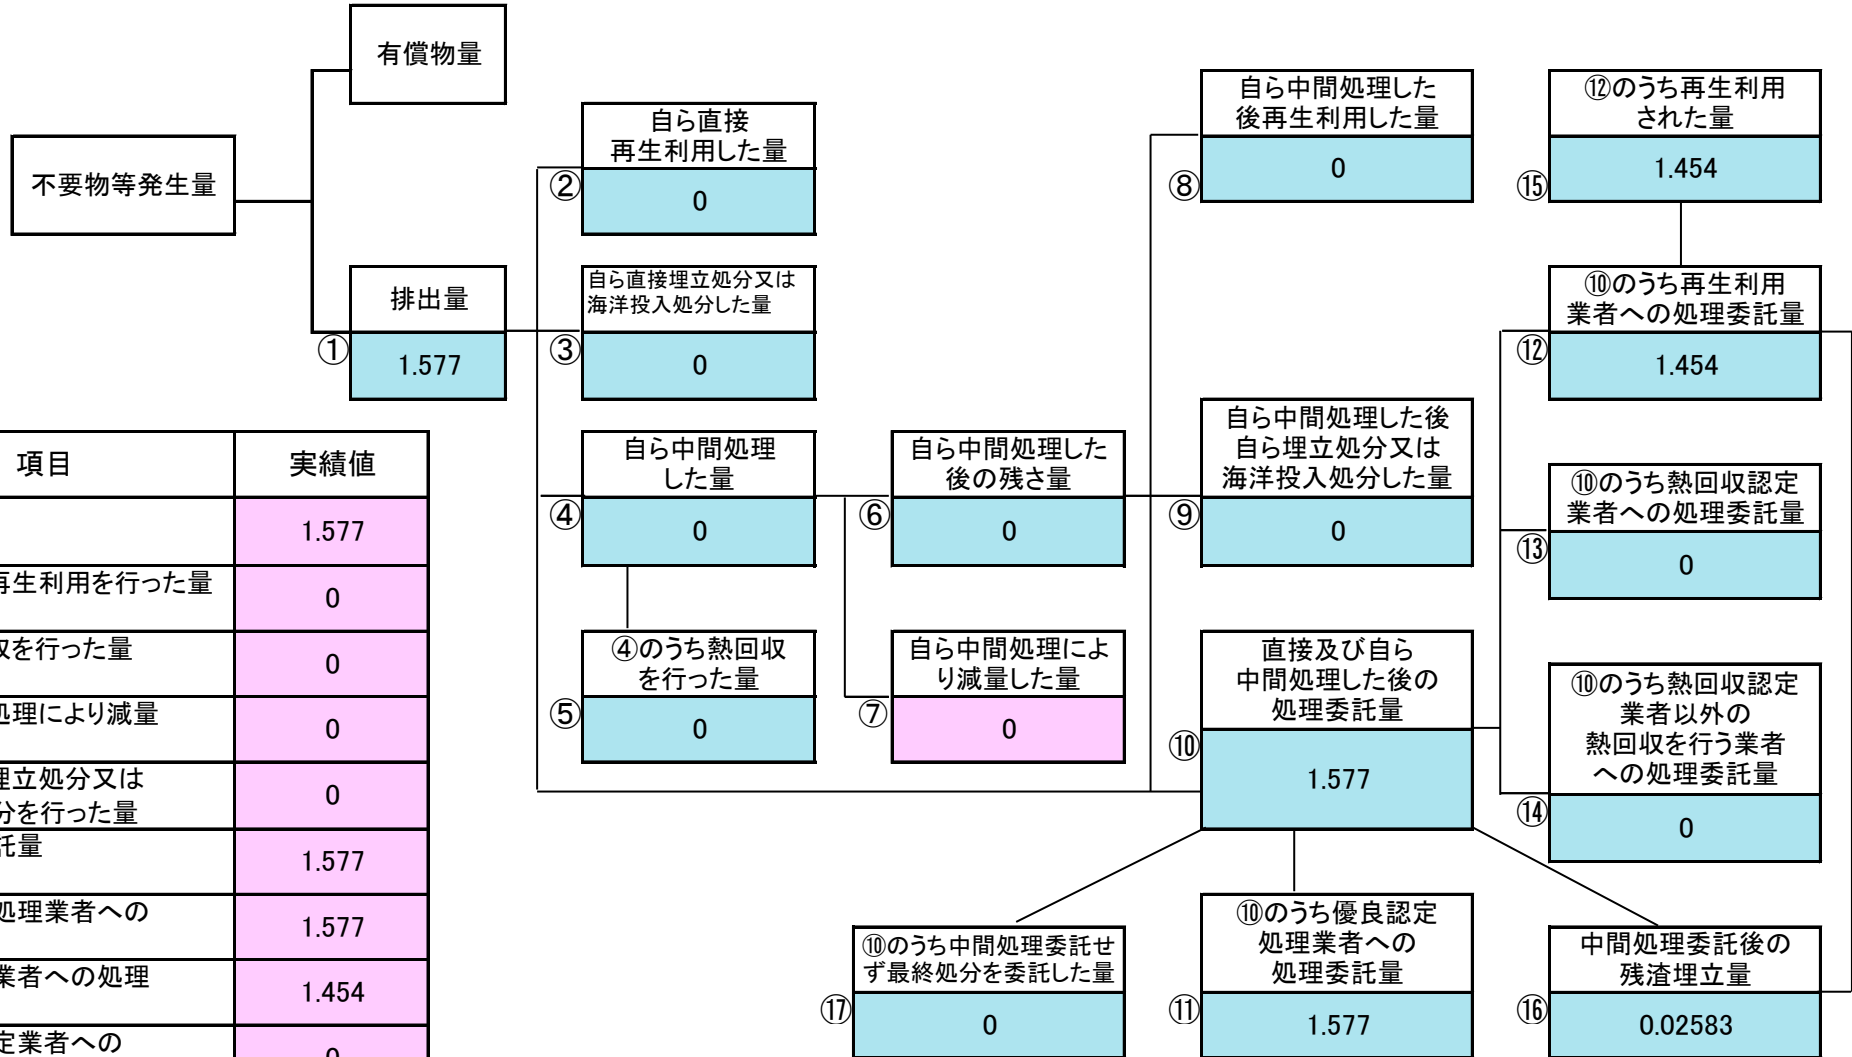 有償物量
不要物等発生量
排出量
①
1.577
自ら直接
再生利用した量
②
0
自ら直接埋立処分又は
海洋投入処分した量
③
0
自ら中間処理
した量
④
0
④のうち熱回収
を行った量
⑤
0
自ら中間処理した
後の残さ量
⑥
0
自ら中間処理によ
り減量した量
⑦
0
自ら中間処理した
後再生利用した量
⑧
0
自ら中間処理した後
自ら埋立処分又は
海洋投入処分した量
⑨
0
直接及び自ら
中間処理した後の
処理委託量
⑩
1.577
⑫のうち再生利用
された量
⑮
1.454
⑩のうち再生利用
業者への処理委託量
⑫
1.454
⑩のうち熱回収認定
業者への処理委託量
⑬
0
⑩のうち熱回収認定
業者以外の
熱回収を行う業者
への処理委託量
⑭
0
⑩のうち中間処理委託せ
ず最終処分を委託した量
⑰
0
⑩のうち優良認定
処理業者への
処理委託量
⑪
1.577
中間処理委託後の
残渣埋立量
⑯
0.02583
項目
実績値
1.577
再生利用を行った量
0
を行った量
0
処理により減量
0
埋立処分又は
分を行った量
0
託量
1.577
処理業者への
1.577
業者への処理
1.454
定業者への
0